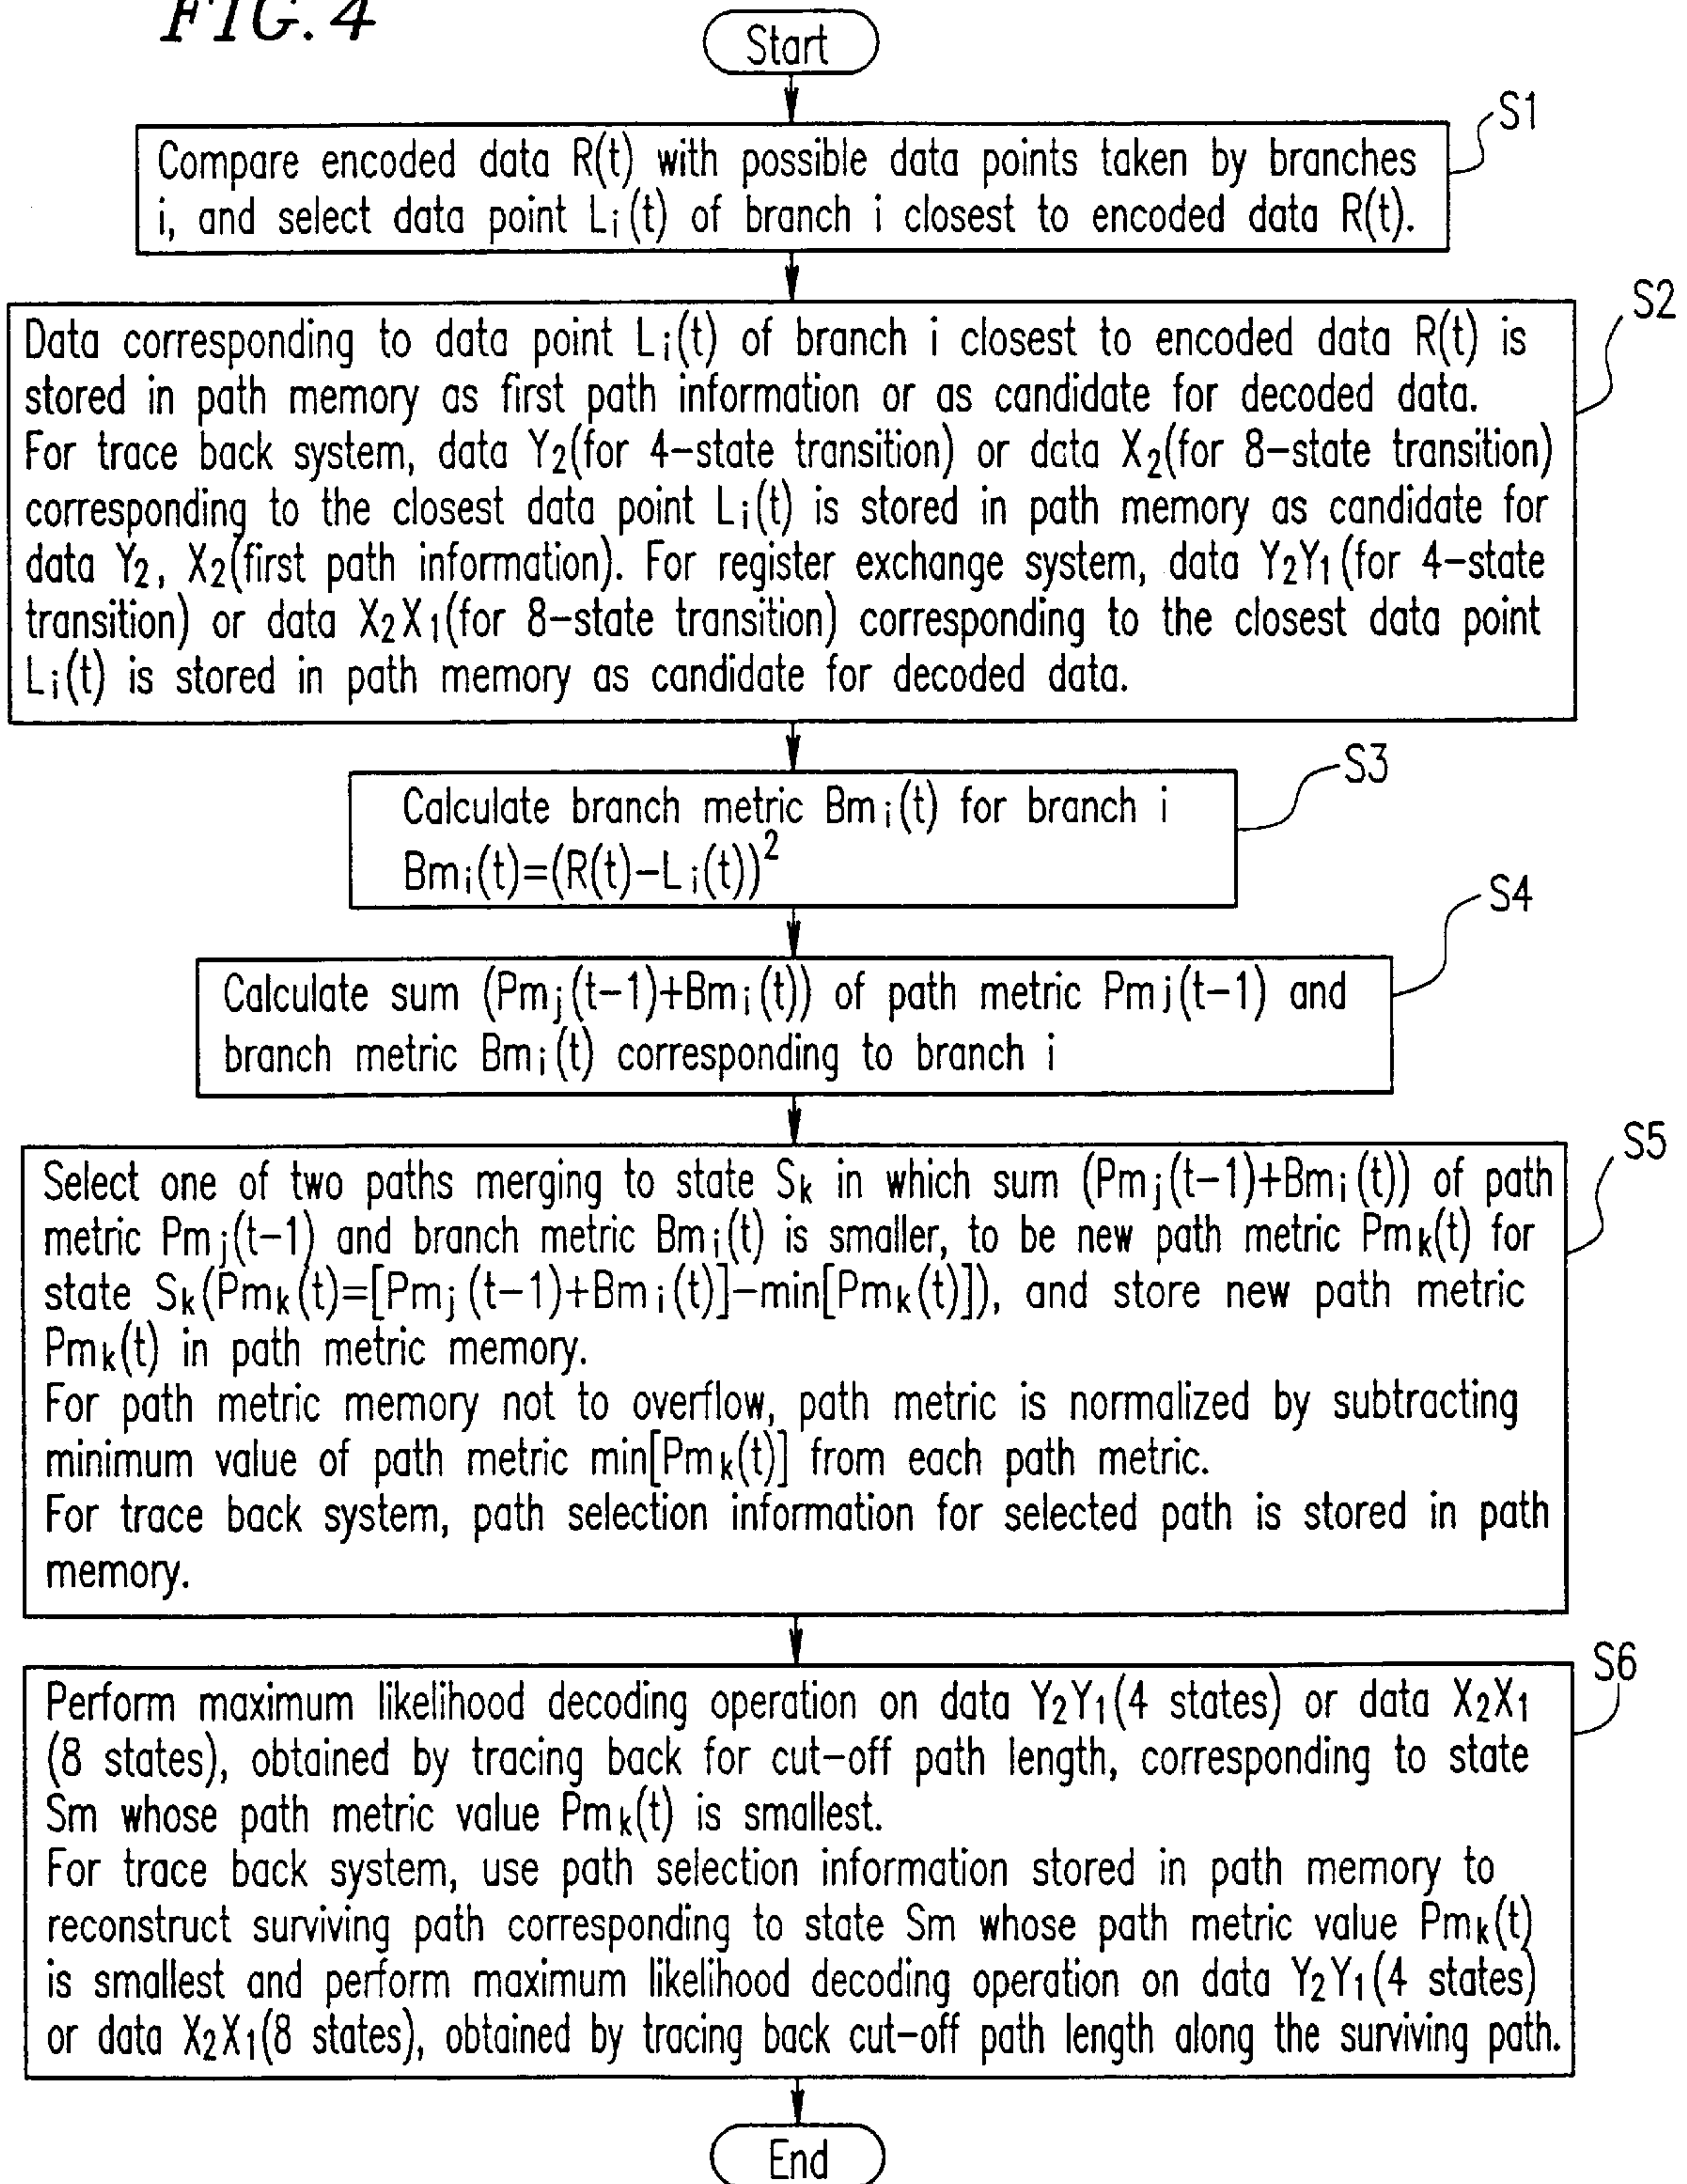 FIG. 4
Start
S1
Compare encoded data R(t) with possible data points taken by branches
i, and select data point Li(t) of branch i closest to encoded data R(t).
S2
Data corresponding to data point Li(t) of branch i closest to encoded data R(t) is
stored in path memory as first path information or as candidate for decoded data.
For trace back system, data Y2(for 4-state transition) or data X2(for 8-state transition)
corresponding to the closest data point Li(t) is stored in path memory as candidate for
data Y2, X2(first path information). For register exchange system, data Y2Y1(for 4-state
transition) or data X2X1(for 8-state transition) corresponding to the closest data point
Li(t) is stored in path memory as candidate for decoded data.
S3
Calculate branch metric Bmi(t) for branch i
Bmi(t)=(R(t)-Li(t))²
S4
Calculate sum (Pmj(t-1)+Bmi(t)) of path metric Pmj(t-1) and
branch metric Bmi(t) corresponding to branch i
S5
Select one of two paths merging to state Sk in which sum (Pmj(t-1)+Bmi(t)) of path
metric Pmj(t-1) and branch metric Bmi(t) is smaller, to be new path metric Pmk(t) for
state Sk(Pmk(t)=[Pmj(t-1)+Bmi(t)]-min[Pmk(t)]), and store new path metric
Pmk(t) in path metric memory.
For path metric memory not to overflow, path metric is normalized by subtracting
minimum value of path metric min[Pmk(t)] from each path metric.
For trace back system, path selection information for selected path is stored in path
memory.
S6
Perform maximum likelihood decoding operation on data Y2Y1(4 states) or data X2X1
(8 states), obtained by tracing back for cut-off path length, corresponding to state
Sm whose path metric value Pmk(t) is smallest.
For trace back system, use path selection information stored in path memory to
reconstruct surviving path corresponding to state Sm whose path metric value Pmk(t)
is smallest and perform maximum likelihood decoding operation on data Y2Y1(4 states)
or data X2X1(8 states), obtained by tracing back cut-off path length along the surviving path.
End